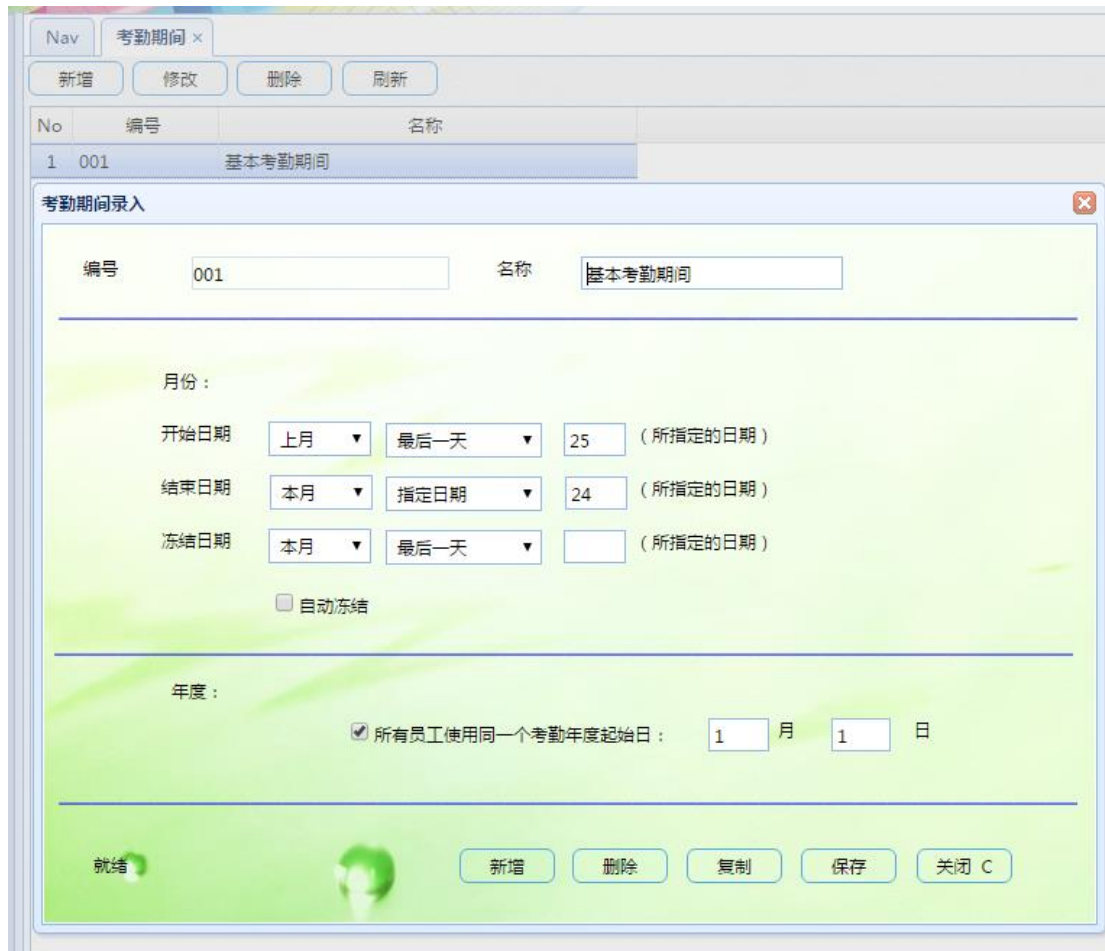 Nav 考勤期间 ×
新增 修改 删除 刷新
No 编号 名称
1 001 基本考勤期间
考勤期间录入
编号 001 名称 基本考勤期间
月份：
开始日期 上月 最后一天 25 （所指定的日期）
结束日期 本月 指定日期 24 （所指定的日期）
冻结日期 本月 最后一天 （所指定的日期）
自动冻结
年度：
所有员工使用同一个考勤年度起始日： 1 月 1 日
就绪 新增 删除 复制 保存 关闭 C